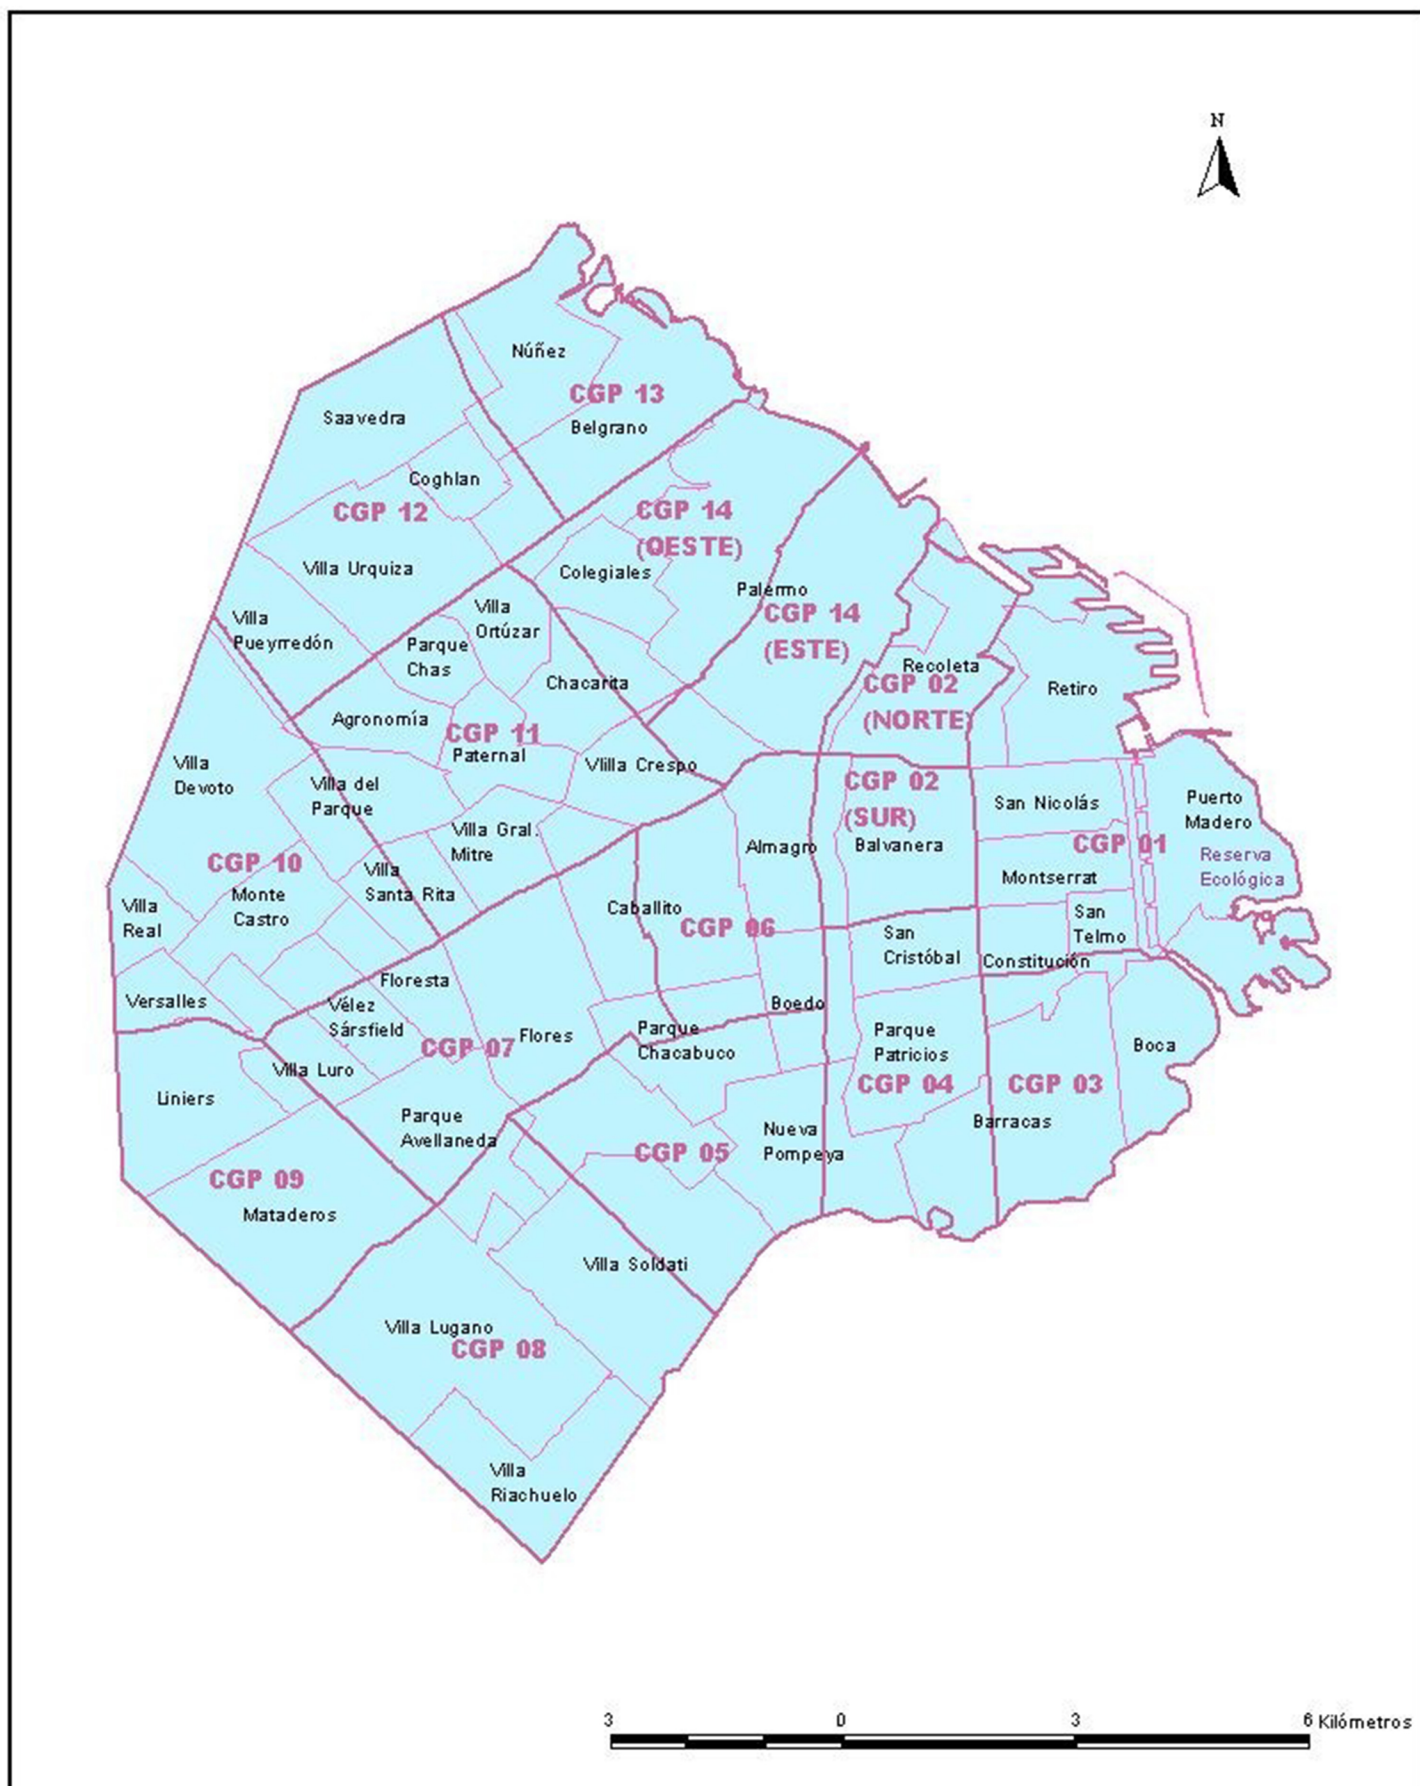 N
Núñez
CGP 13
Saavedra
Belgrano
Coghlan
CGP 12
CGP 14
(OESTE)
Villa Urquiza
Colegiales
Palermo
CGP 14
(ESTE)
Villa
Pueyrredón
Villa
Ortúzar
Parque
Chas
Chacarita
Recoleta
CGP 02
(NORTE)
Retiro
Agronomía
CGP 11
Paternal
Vlilla Crespo
Villa
Devoto
Villa del
Parque
CGP 02
(SUR)
Balvanera
San Nicolás
Puerto
Madero
Villa Gral.
Mitre
Almagro
CGP 01
Reserva
Ecológica
CGP 10
Villa
Santa Rita
Montserrat
Monte
Castro
Villa
Real
Caballito
CGP 06
San
Telmo
San
Cristóbal
Constitución
Floresta
Versalles
Vélez
Sársfield
Boedo
Flores
CGP 07
Parque
Chacabuco
Parque
Patricios
Boca
Villa Luro
Liniers
CGP 04
CGP 03
Parque
Avellaneda
Barracas
Nueva
Pompeya
CGP 05
CGP 09
Mataderos
Villa Soldati
Villa Lugano
CGP 08
Villa
Riachuelo
3 0 3 6 Kilómetros